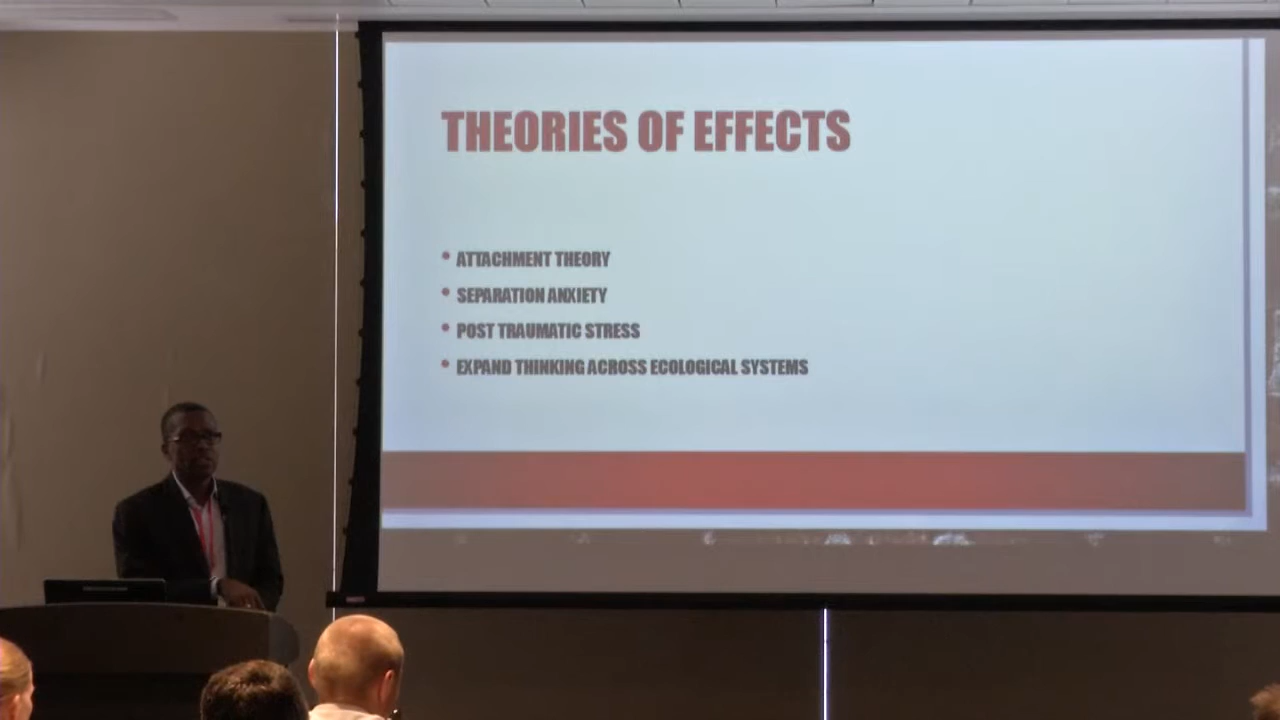 THEORIES OF EFFECTS
• ATTACHMENT THEORY
• SEPARATION ANXIETY
• POST TRAUMATIC STRESS
• EXPAND THINKING ACROSS ECOLOGICAL SYSTEMS